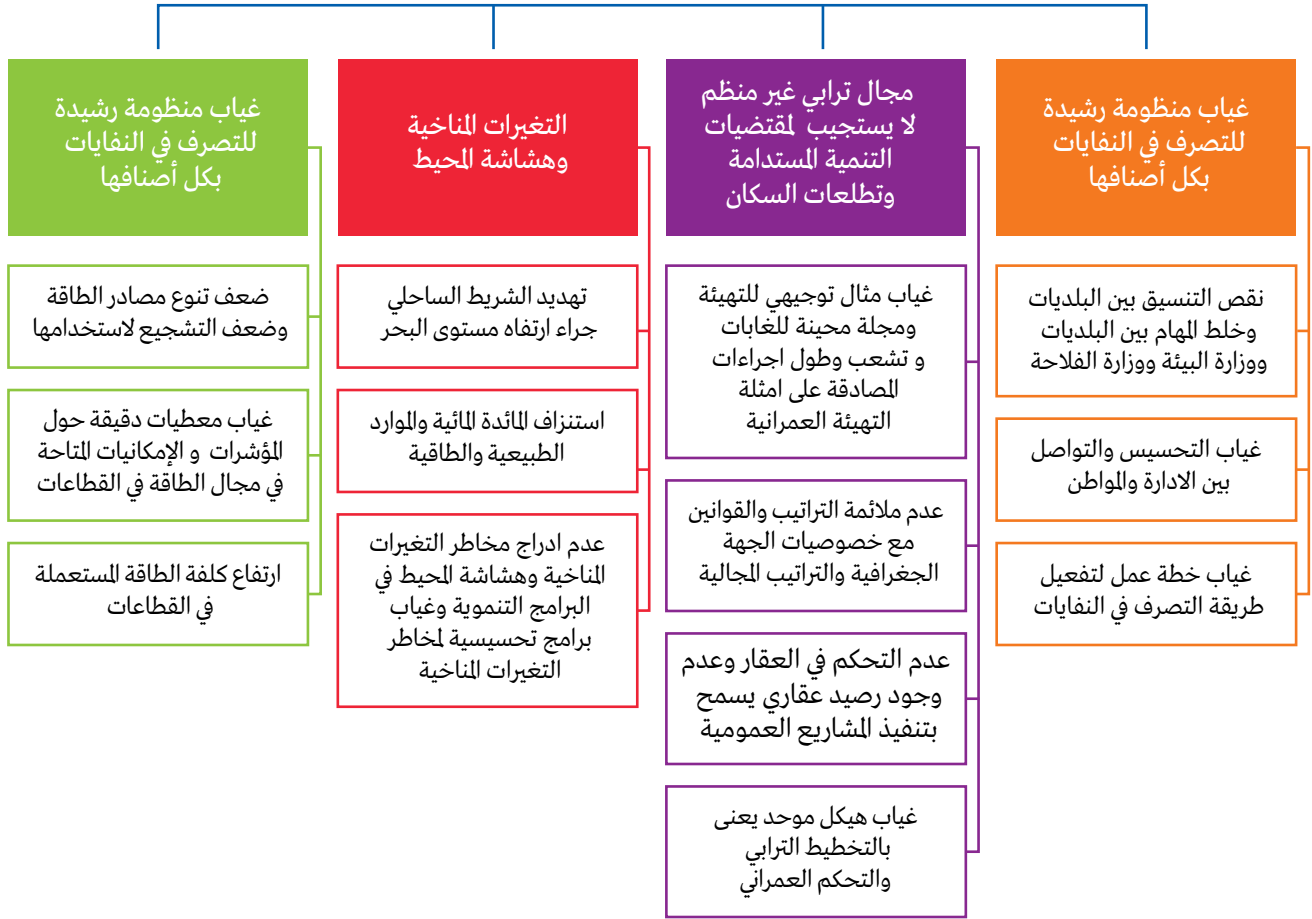 غياب منظومة رشيدة
للتصرف في النفايات
بكل أصنافها
نقص التنسيق بين البلديات
وخلط المهام بين البلديات
ووزارة البيئة ووزارة الفلاحة
غياب التحسيس والتواصل
بين الادارة والمواطن
غياب خطة عمل لتفعيل
طريقة التصرف في النفايات
مجال ترابي غير منظم
لا يستجيب لمقتضيات
التنمية المستدامة
وتطلعات السكان
غياب مثال توجيهي للتهيئة
ومجلة محينة للغابات
و تشعب وطول اجراءات
المصادقة على امثلة
التهيئة العمرانية
عدم ملائمة التراتيب والقوانين
مع خصوصيات الجهة
الجغرافية والتراتيب المجالية
عدم التحكم في العقار وعدم
وجود رصيد عقاري يسمح
بتنفيذ المشاريع العمومية
غياب هيكل موحد يعنى
بالتخطيط الترابي
والتحكم العمراني
التغيرات المناخية
وهشاشة المحيط
تهديد الشريط الساحلي
جراء ارتفاه مستوى البحر
استنزاف المائدة المائية والموارد
الطبيعية والطاقية
عدم ادراج مخاطر التغيرات
المناخية وهشاشة المحيط في
البرامج التنموية وغياب
برامج تحسيسية لمخاطر
التغيرات المناخية
غياب منظومة رشيدة
للتصرف في النفايات
بكل أصنافها
ضعف تنوع مصادر الطاقة
وضعف التشجيع لاستخدامها
غياب معطيات دقيقة حول
المؤشرات و الإمكانيات المتاحة
في مجال الطاقة في القطاعات
ارتفاع كلفة الطاقة المستعملة
في القطاعات